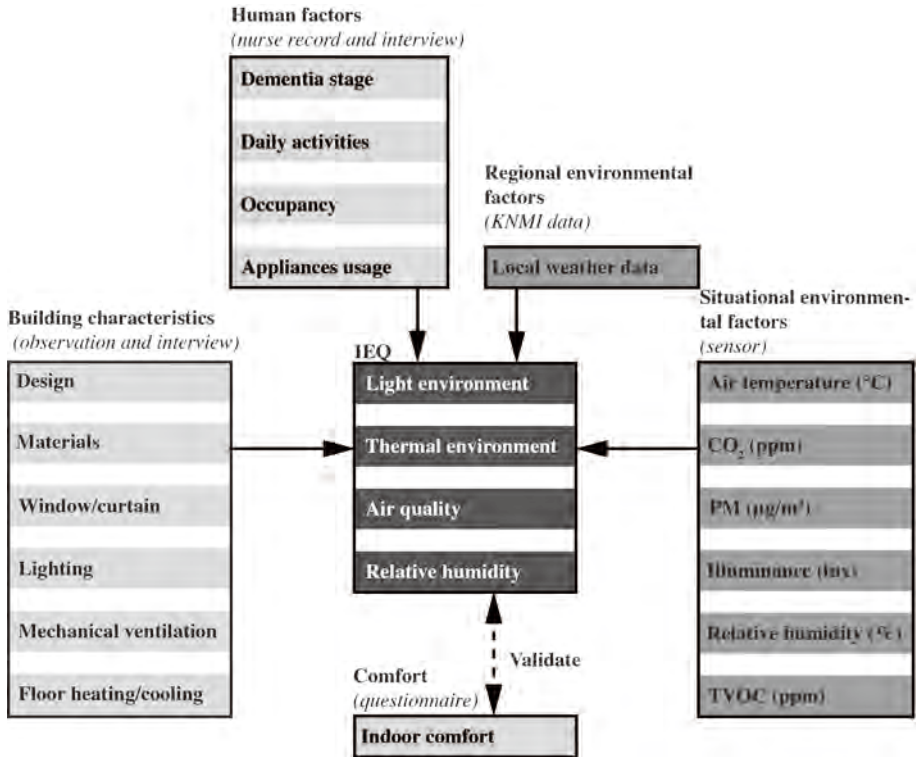 Human factors
(nurse record and interview)
Dementia stage
Daily activities
Occupancy
Appliances usage
Regional environmental
factors
(KNMI data)
Local weather data
Building characteristics
(observation and interview)
Design
Materials
Window/curtain
Lighting
Mechanical ventilation
Floor heating/cooling
IEQ
Light environment
Thermal environment
Air quality
Relative humidity
Situational environmen-
tal factors
(sensor)
Air temperature (°C)
CO₂ (ppm)
PM (µg/m³)
Illuminance (lux)
Relative humidity (%)
TVOC (ppm)
Validate
Comfort
(questionnaire)
Indoor comfort